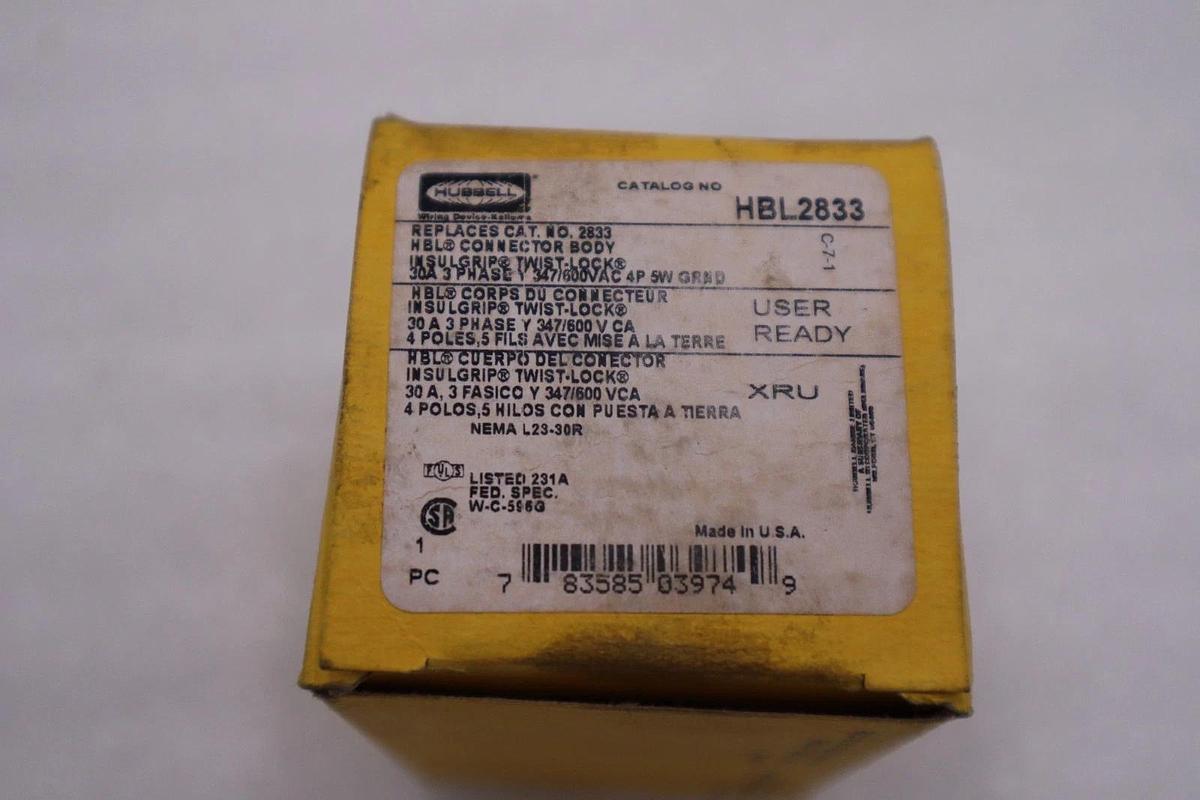 HUBBELL
Wiring Device-Kellems
CATALOG NO
HBL2833
REPLACES CAT. NO. 2833
HBL® CONNECTOR BODY
INSULGRIP® TWIST-LOCK®
30A 3 PHASE Y 347/600VAC 4P 5W GRND
C-7-1
HBL® CORPS DU CONNECTEUR
INSULGRIP® TWIST-LOCK®
30 A 3 PHASE Y 347/600 V CA
4 POLES,5 FILS AVEC MISE A LA TERRE
USER
READY
HBL® CUERPO DEL CONECTOR
INSULGRIP® TWIST-LOCK®
30 A, 3 FASICO Y 347/600 VCA
4 POLOS,5 HILOS CON PUESTA A TIERRA
XRU
NEMA L23-30R
LISTED 231A
FED. SPEC.
W-C-596G
Made in U.S.A.
1
PC
7 83585 03974 9